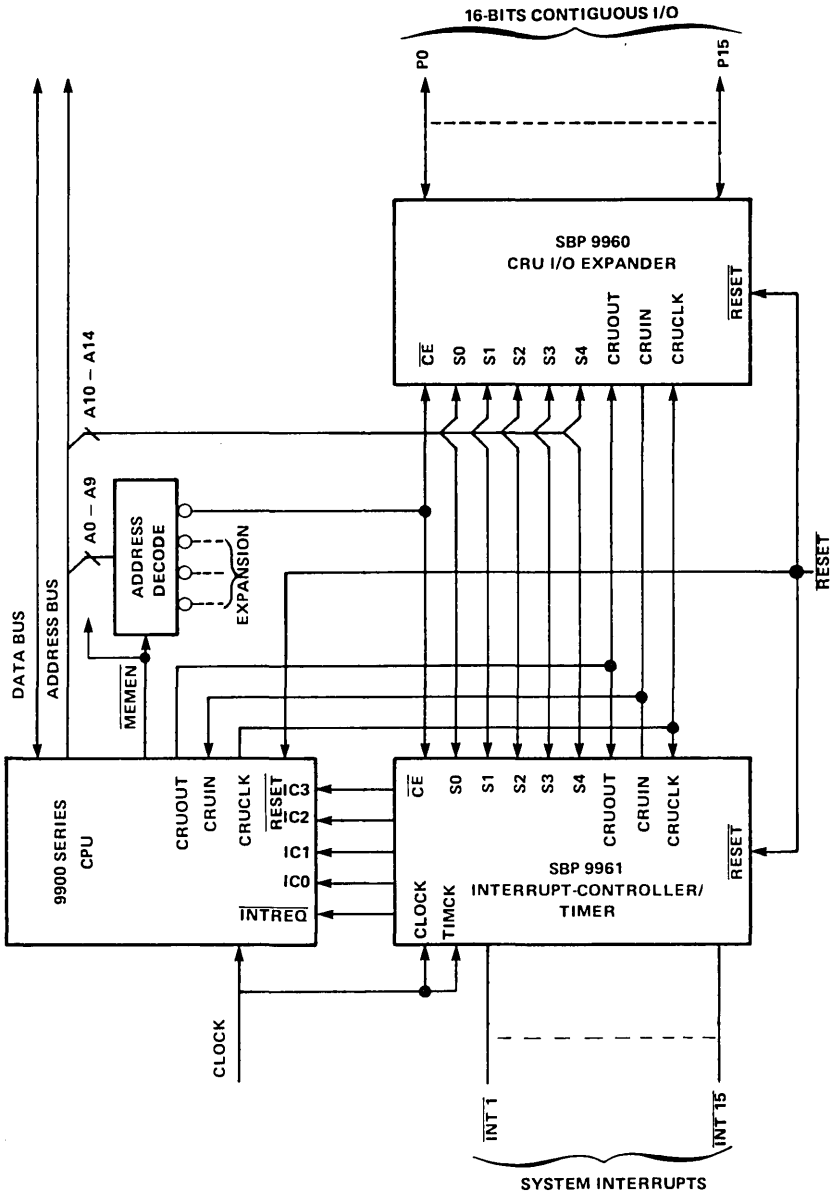 16-BITS CONTIGUOUS I/O
P0
P15
SBP 9960
CRU I/O EXPANDER
CE
S0
S1
S2
S3
S4
CRUOUT
CRUIN
CRUCLK
RESET
A10 – A14
A0 – A9
ADDRESS
DECODE
EXPANSION
DATA BUS
ADDRESS BUS
MEMEN
RESET
9900 SERIES
CPU
CRUOUT
CRUIN
CRUCLK
RESET
IC3
IC2
IC1
IC0
INTREQ
CE
S0
S1
S2
S3
S4
CRUOUT
CRUIN
CRUCLK
CLOCK
TIMCK
SBP 9961
INTERRUPT-CONTROLLER/
TIMER
RESET
CLOCK
INT 1
INT 15
SYSTEM INTERRUPTS